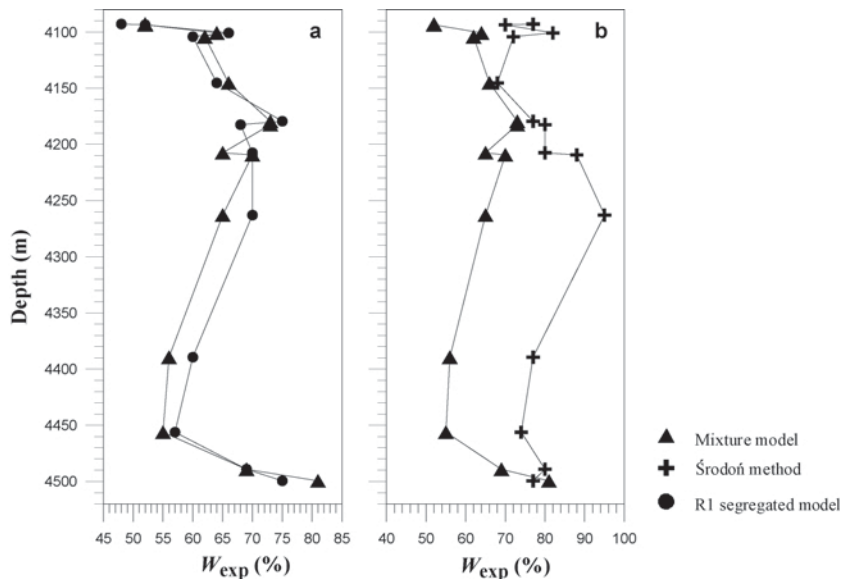 a
b
4100
4150
4200
4250
4300
4350
4400
4450
4500
Depth (m)
45 50 55 60 65 70 75 80 85
40 50 60 70 80 90 100
Wexp (%)
Wexp (%)
Mixture model
Środoń method
R1 segregated model